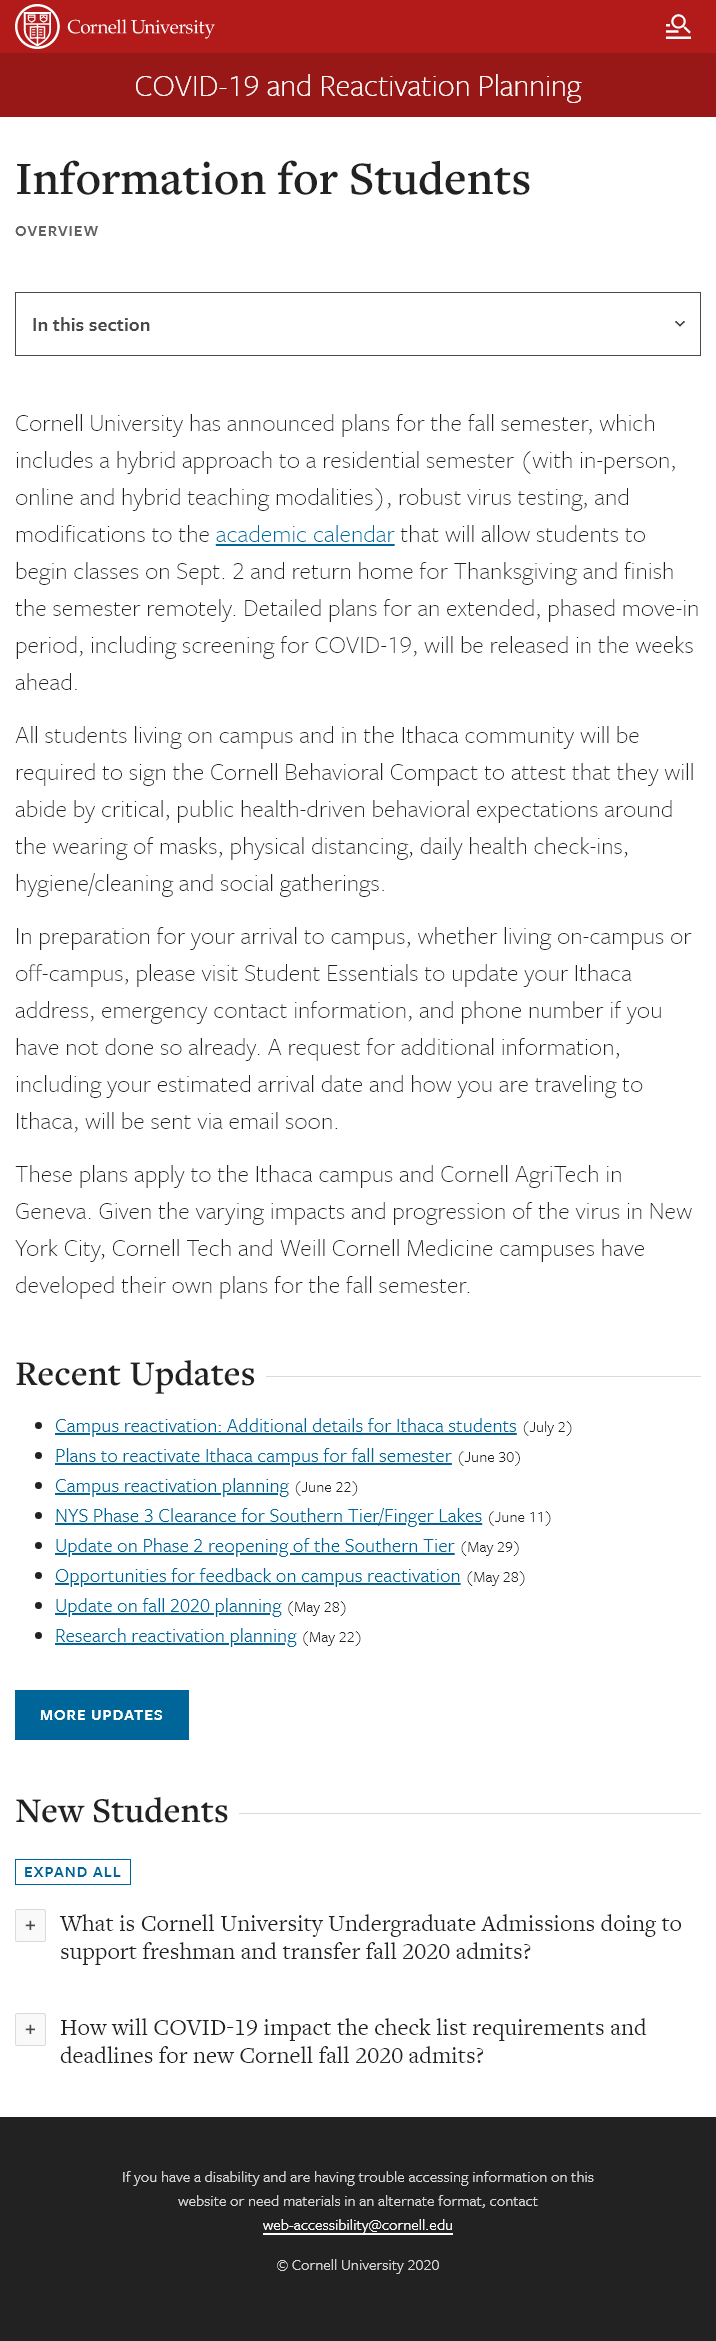 Cornell University
COVID-19 and Reactivation Planning
Information for Students
OVERVIEW
In this section
Cornell University has announced plans for the fall semester, which
includes a hybrid approach to a residential semester (with in-person,
online and hybrid teaching modalities), robust virus testing, and
modifications to the academic calendar that will allow students to
begin classes on Sept. 2 and return home for Thanksgiving and finish
the semester remotely. Detailed plans for an extended, phased move-in
period, including screening for COVID-19, will be released in the weeks
ahead.
All students living on campus and in the Ithaca community will be
required to sign the Cornell Behavioral Compact to attest that they will
abide by critical, public health-driven behavioral expectations around
the wearing of masks, physical distancing, daily health check-ins,
hygiene/cleaning and social gatherings.
In preparation for your arrival to campus, whether living on-campus or
off-campus, please visit Student Essentials to update your Ithaca
address, emergency contact information, and phone number if you
have not done so already. A request for additional information,
including your estimated arrival date and how you are traveling to
Ithaca, will be sent via email soon.
These plans apply to the Ithaca campus and Cornell AgriTech in
Geneva. Given the varying impacts and progression of the virus in New
York City, Cornell Tech and Weill Cornell Medicine campuses have
developed their own plans for the fall semester.
Recent Updates
• Campus reactivation: Additional details for Ithaca students (July 2)
• Plans to reactivate Ithaca campus for fall semester (June 30)
• Campus reactivation planning (June 22)
• NYS Phase 3 Clearance for Southern Tier/Finger Lakes (June 11)
• Update on Phase 2 reopening of the Southern Tier (May 29)
• Opportunities for feedback on campus reactivation (May 28)
• Update on fall 2020 planning (May 28)
• Research reactivation planning (May 22)
MORE UPDATES
New Students
EXPAND ALL
+ What is Cornell University Undergraduate Admissions doing to
support freshman and transfer fall 2020 admits?
+ How will COVID-19 impact the check list requirements and
deadlines for new Cornell fall 2020 admits?
If you have a disability and are having trouble accessing information on this
website or need materials in an alternate format, contact
web-accessibility@cornell.edu
© Cornell University 2020